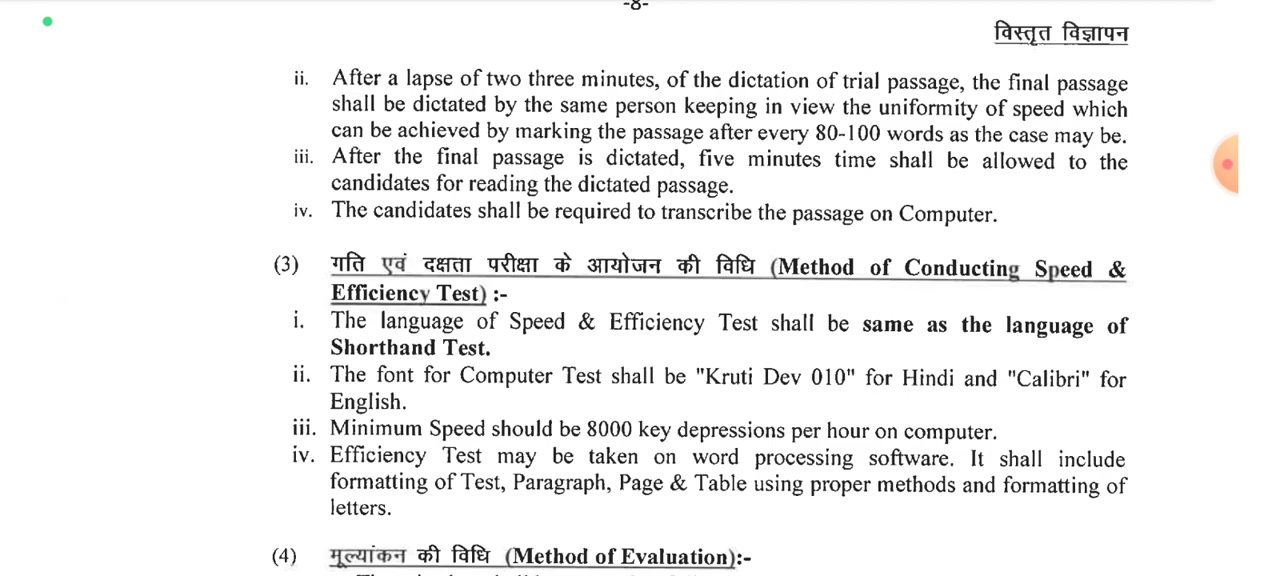 -8-
विस्तृत विज्ञापन
ii. After a lapse of two three minutes, of the dictation of trial passage, the final passage
shall be dictated by the same person keeping in view the uniformity of speed which
can be achieved by marking the passage after every 80-100 words as the case may be.
iii. After the final passage is dictated, five minutes time shall be allowed to the
candidates for reading the dictated passage.
iv. The candidates shall be required to transcribe the passage on Computer.
(3) गति एवं दक्षता परीक्षा के आयोजन की विधि (Method of Conducting Speed &
Efficiency Test) :-
i. The language of Speed & Efficiency Test shall be same as the language of
Shorthand Test.
ii. The font for Computer Test shall be "Kruti Dev 010" for Hindi and "Calibri" for
English.
iii. Minimum Speed should be 8000 key depressions per hour on computer.
iv. Efficiency Test may be taken on word processing software. It shall include
formatting of Test, Paragraph, Page & Table using proper methods and formatting of
letters.
(4) मूल्यांकन की विधि (Method of Evaluation):-